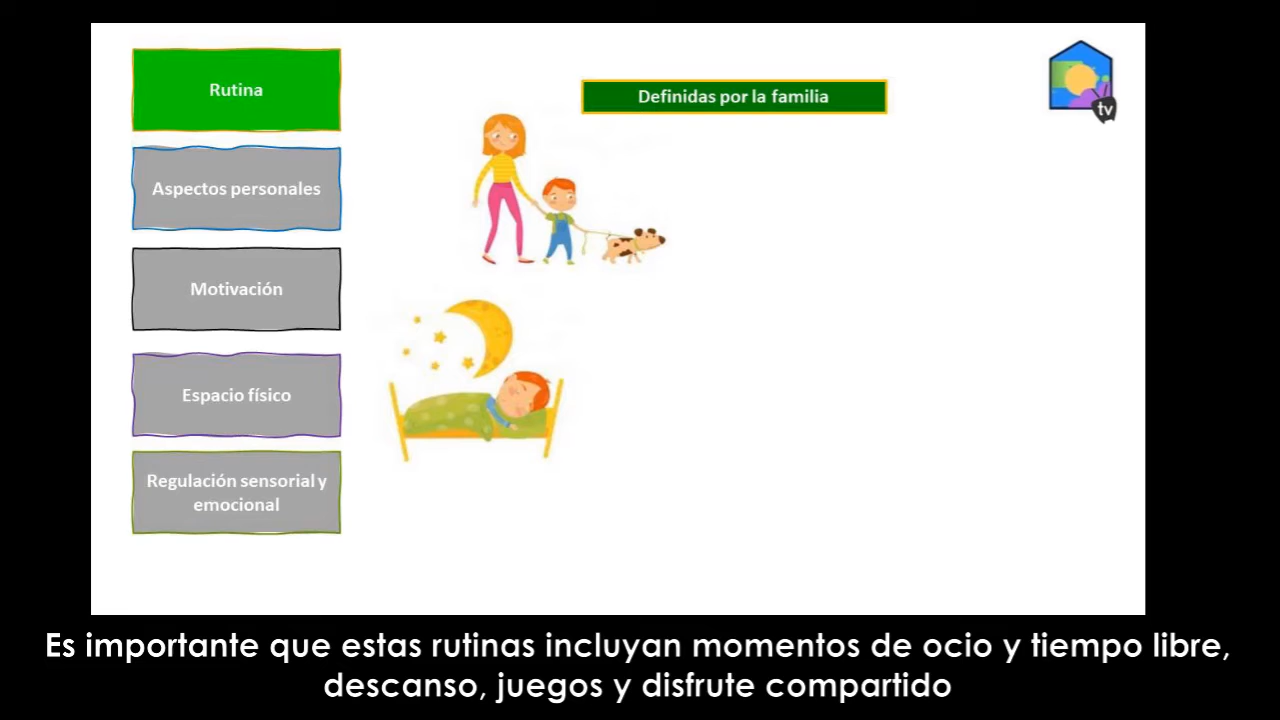 Rutina
Definidas por la familia
tv
Aspectos personales
Motivación
Espacio físico
Regulación sensorial y
emocional
Es importante que estas rutinas incluyan momentos de ocio y tiempo libre,
descanso, juegos y disfrute compartido